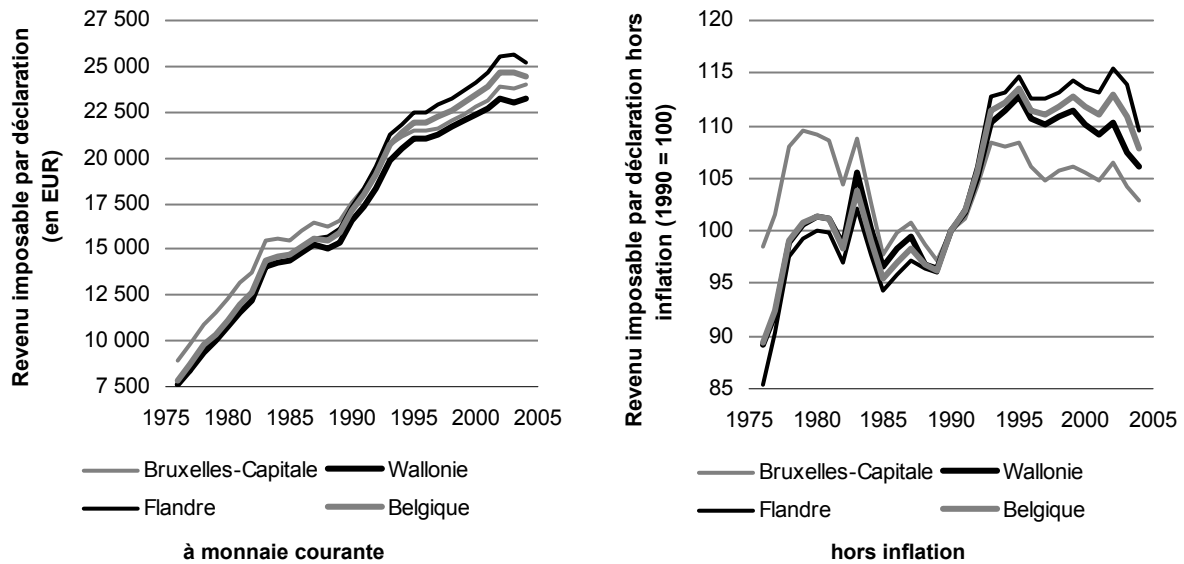 Revenu imposable par déclaration
(en EUR)
27 500
25 000
22 500
20 000
17 500
15 000
12 500
10 000
7 500
1975 1980 1985 1990 1995 2000 2005
Bruxelles-Capitale Wallonie
Flandre Belgique
à monnaie courante
Revenu imposable par déclaration hors
inflation (1990 = 100)
120
115
110
105
100
95
90
85
1975 1980 1985 1990 1995 2000 2005
Bruxelles-Capitale Wallonie
Flandre Belgique
hors inflation